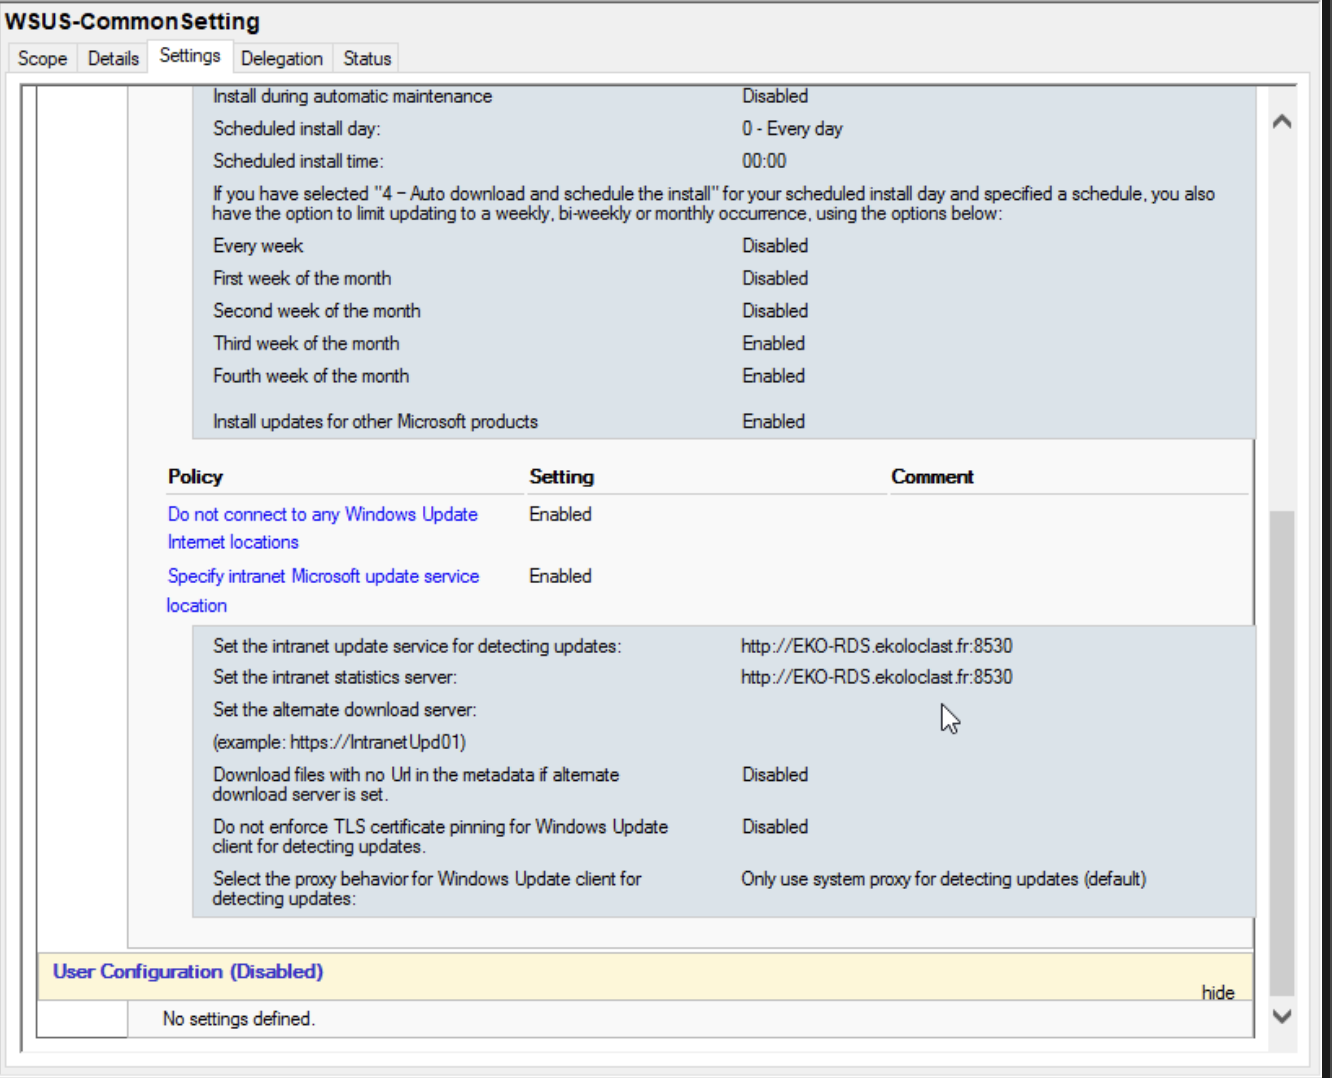 WSUS-CommonSetting
Scope Details Settings Delegation Status
Install during automatic maintenance Disabled
Scheduled install day: 0 - Every day
Scheduled install time: 00:00
If you have selected "4 – Auto download and schedule the install" for your scheduled install day and specified a schedule, you also
have the option to limit updating to a weekly, bi-weekly or monthly occurrence, using the options below:
Every week Disabled
First week of the month Disabled
Second week of the month Disabled
Third week of the month Enabled
Fourth week of the month Enabled
Install updates for other Microsoft products Enabled
Policy Setting Comment
Do not connect to any Windows Update Enabled
Internet locations
Specify intranet Microsoft update service Enabled
location
Set the intranet update service for detecting updates: http://EKO-RDS.ekoloclast.fr:8530
Set the intranet statistics server: http://EKO-RDS.ekoloclast.fr:8530
Set the alternate download server:
(example: https://IntranetUpd01)
Download files with no Url in the metadata if alternate Disabled
download server is set.
Do not enforce TLS certificate pinning for Windows Update Disabled
client for detecting updates.
Select the proxy behavior for Windows Update client for Only use system proxy for detecting updates (default)
detecting updates:
User Configuration (Disabled)
hide
No settings defined.